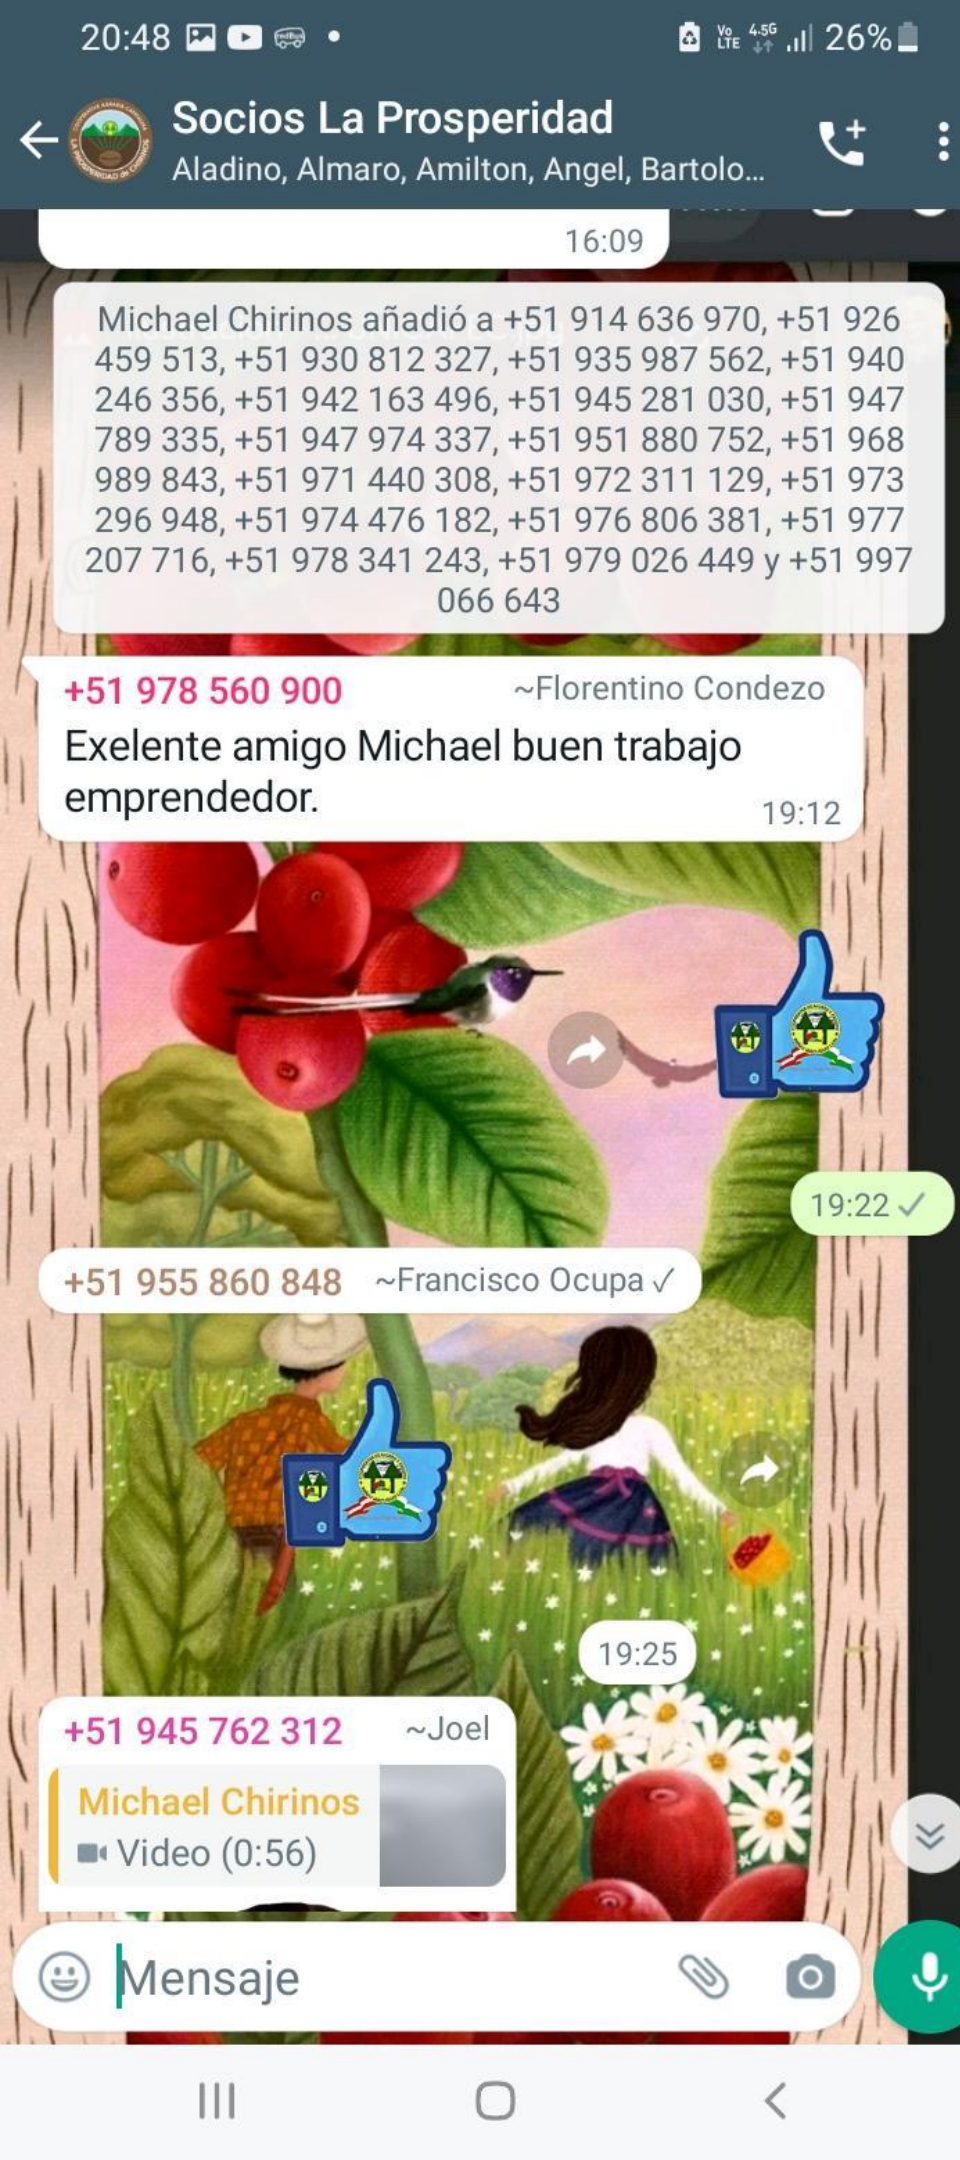 20:48
Vo LTE 4.5G 26%
Socios La Prosperidad
Aladino, Almaro, Amilton, Angel, Bartolo...
16:09
Michael Chirinos añadió a +51 914 636 970, +51 926
459 513, +51 930 812 327, +51 935 987 562, +51 940
246 356, +51 942 163 496, +51 945 281 030, +51 947
789 335, +51 947 974 337, +51 951 880 752, +51 968
989 843, +51 971 440 308, +51 972 311 129, +51 973
296 948, +51 974 476 182, +51 976 806 381, +51 977
207 716, +51 978 341 243, +51 979 026 449 y +51 997
066 643
+51 978 560 900 ~Florentino Condezo
Exelente amigo Michael buen trabajo
emprendedor.
19:12
19:22
+51 955 860 848 ~Francisco Ocupa ✓
19:25
+51 945 762 312 ~Joel
Michael Chirinos
Video (0:56)
Mensaje